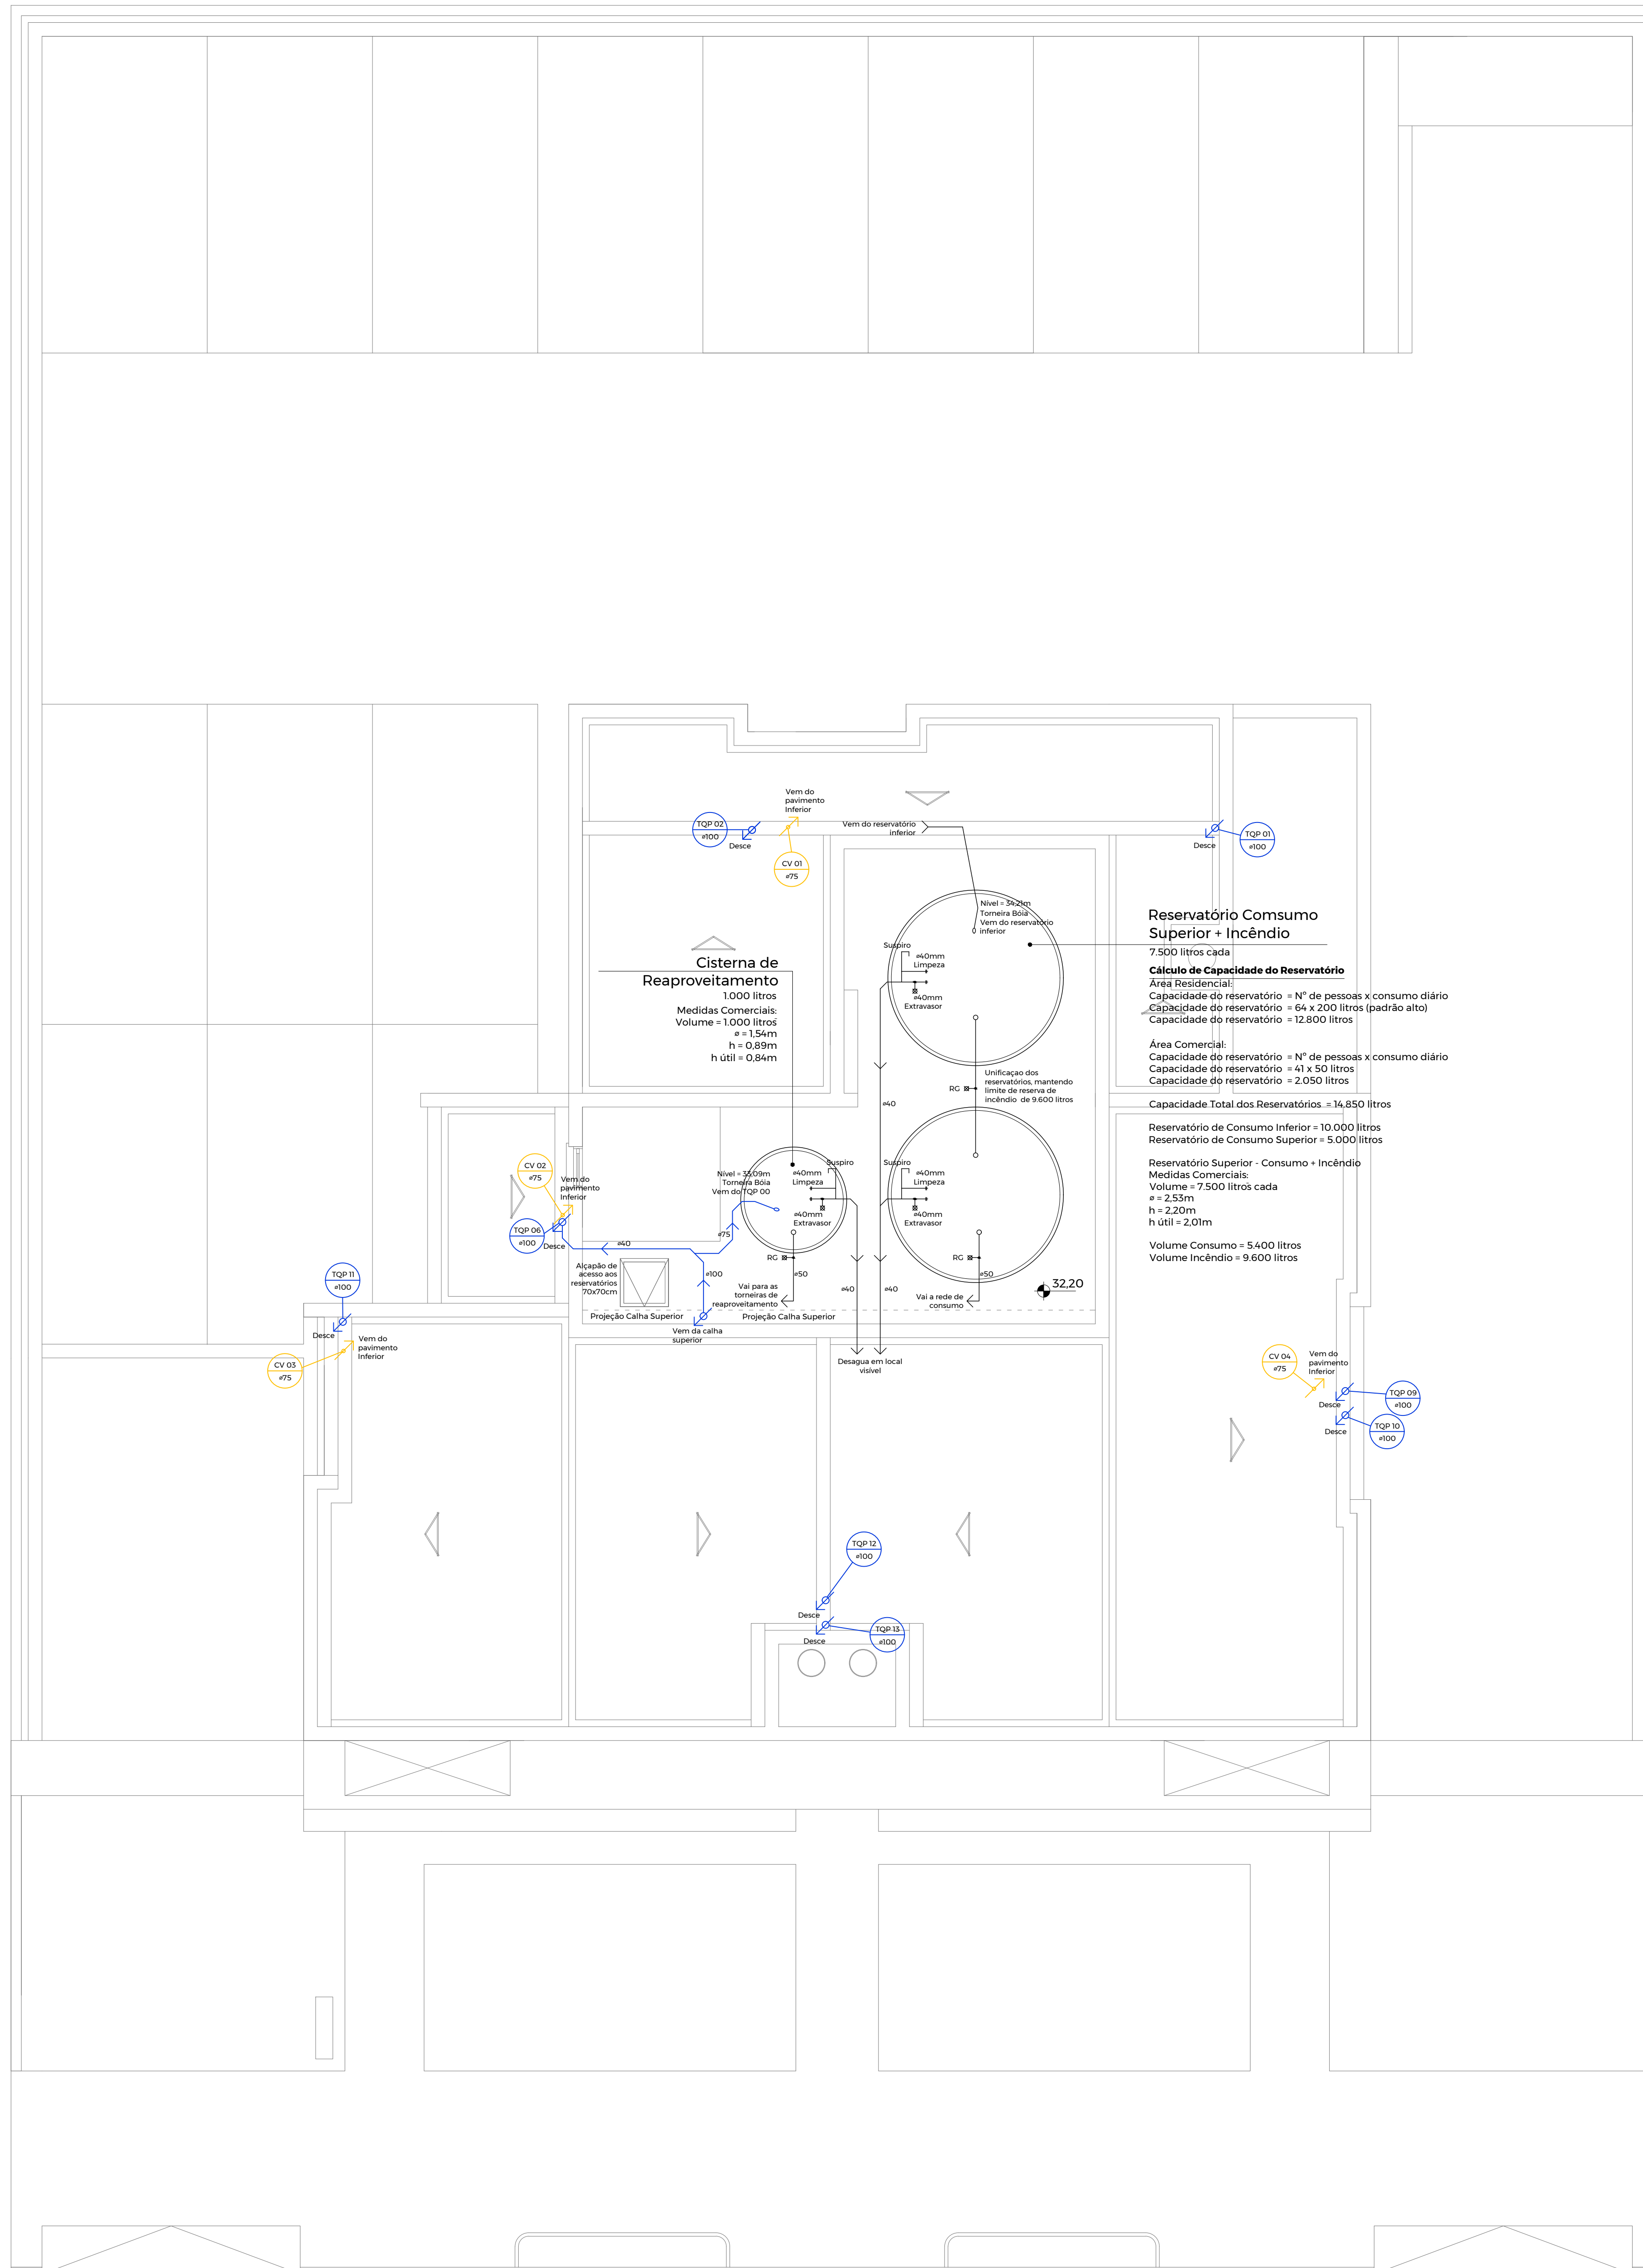 Vem do
pavimento
Inferior
TQP 02
ø100
Desce
CV 01
ø75
Vem do reservatório
inferior
Desce
TQP 01
ø100
Nível = 34,21m
Torneira Bóia
Vem do reservatório
inferior
Suspiro
ø40mm
Limpeza
ø40mm
Extravasor
Reservatório Comsumo
Superior + Incêndio
7.500 litros cada
Cálculo de Capacidade do Reservatório
Área Residencial:
Capacidade do reservatório = Nº de pessoas x consumo diário
Capacidade do reservatório = 64 x 200 litros (padrão alto)
Capacidade do reservatório = 12.800 litros
Área Comercial:
Capacidade do reservatório = Nº de pessoas x consumo diário
Capacidade do reservatório = 41 x 50 litros
Capacidade do reservatório = 2.050 litros
Capacidade Total dos Reservatórios = 14.850 litros
Reservatório de Consumo Inferior = 10.000 litros
Reservatório de Consumo Superior = 5.000 litros
Reservatório Superior - Consumo + Incêndio
Medidas Comerciais:
Volume = 7.500 litros cada
ø = 2,53m
h = 2,20m
h útil = 2,01m
Volume Consumo = 5.400 litros
Volume Incêndio = 9.600 litros
Cisterna de
Reaproveitamento
1.000 litros
Medidas Comerciais:
Volume = 1.000 litros
ø = 1,54m
h = 0,89m
h útil = 0,84m
Unificaçao dos
reservatórios, mantendo
limite de reserva de
incêndio de 9.600 litros
RG
ø40
CV 02
ø75
Vem do
pavimento
Inferior
TQP 06
ø100
Desce
ø40
Nível = 33,09m
Torneira Bóia
Vem do TQP 00
Suspiro
ø40mm
Limpeza
ø40mm
Extravasor
Suspiro
ø40mm
Limpeza
ø40mm
Extravasor
ø75
ø100
RG
ø50
RG
ø50
Alçapão de
acesso aos
reservatórios
70x70cm
Vai para as
torneiras de
reaproveitamento
ø40
ø40
Vai a rede de
consumo
32,20
Projeção Calha Superior
Projeção Calha Superior
Vem da calha
superior
Desagua em local
visível
TQP 11
ø100
Desce
Vem do
pavimento
Inferior
CV 03
ø75
CV 04
ø75
Vem do
pavimento
Inferior
Desce
TQP 09
ø100
Desce
TQP 10
ø100
TQP 12
ø100
Desce
TQP 13
ø100
Desce